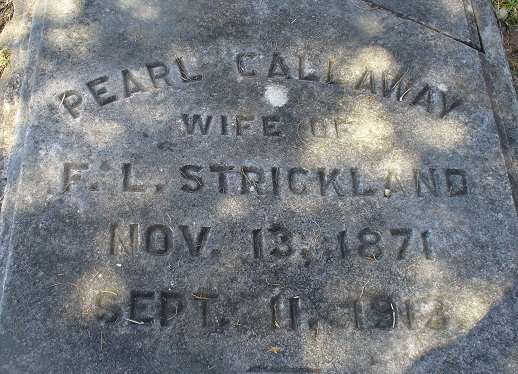 PEARL CALLAWAY
WIFE OF
F. L. STRICKLAND
NOV. 13, 1871
SEPT. 11, 1913.